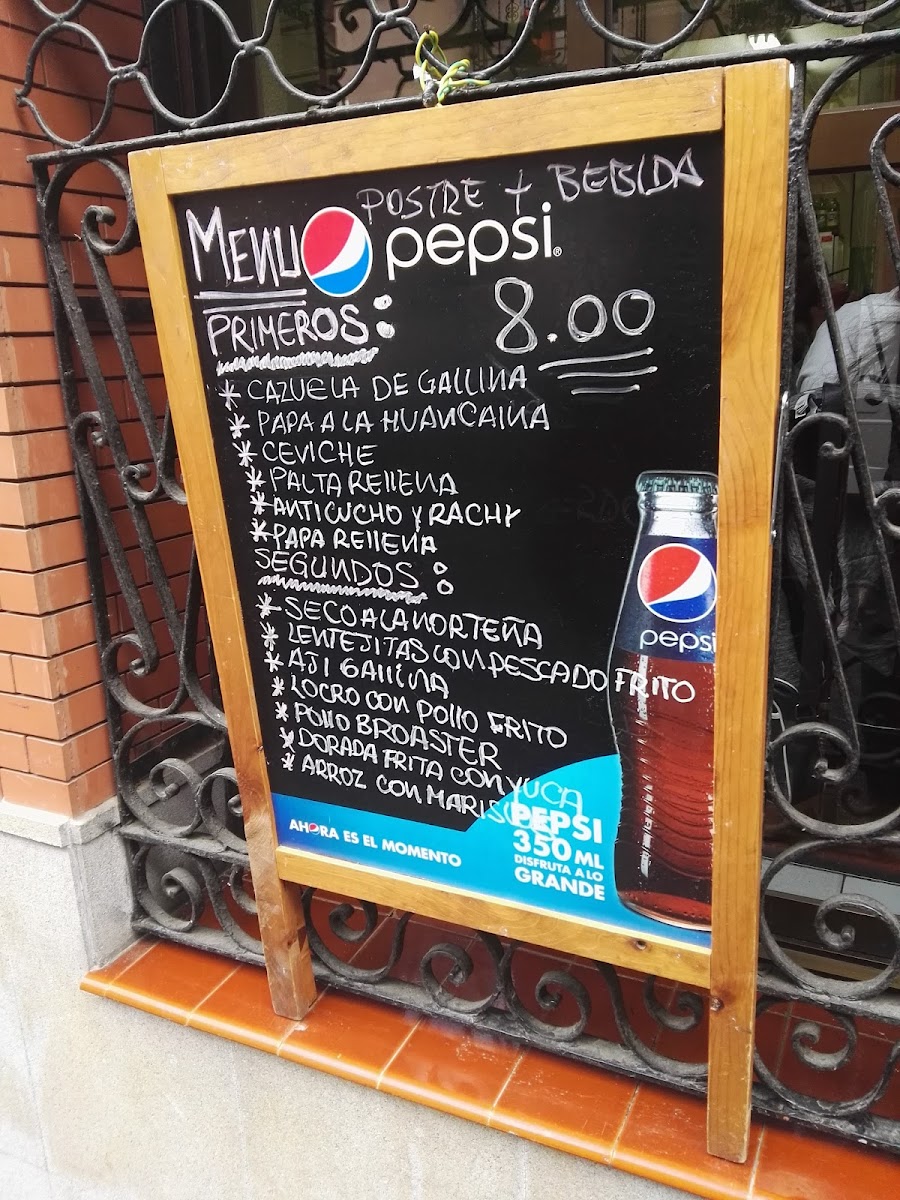 POSTRE + BEBIDA
MENU pepsi
8.00
PRIMEROS:
* CAZUELA DE GALLINA
* PAPA A LA HUANCAINA
* CEVICHE
* PALTA RELLENA
* ANTICUCHO Y RACHY
* PAPA RELLENA
SEGUNDOS:
* SECO A LA NORTEÑA
* LENTEJITAS CON PESCADO FRITO
* AJI GALLINA
* LOCRO CON POLLO FRITO
* POLLO BROASTER
* DORADA FRITA CON YUCA
* ARROZ CON MARISCO
pepsi
AHORA ES EL MOMENTO
PEPSI
350 ML
DISFRUTA A LO
GRANDE